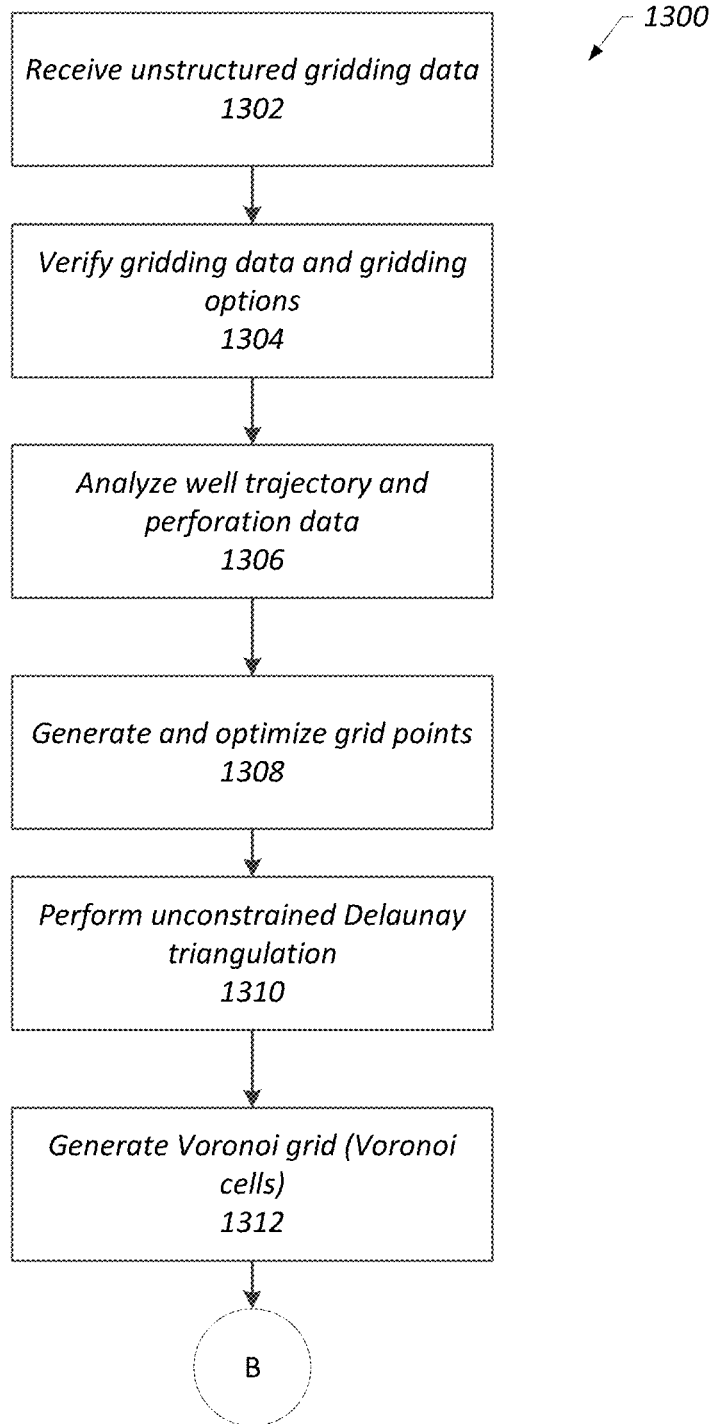 1300
Receive unstructured gridding data
1302
Verify gridding data and gridding
options
1304
Analyze well trajectory and
perforation data
1306
Generate and optimize grid points
1308
Perform unconstrained Delaunay
triangulation
1310
Generate Voronoi grid (Voronoi
cells)
1312
B